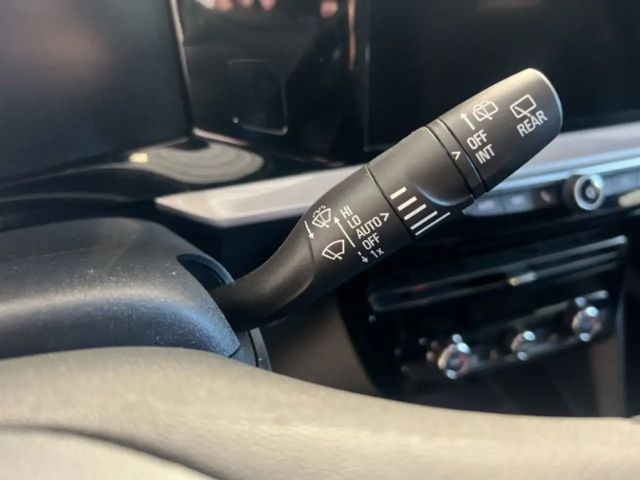 HI
LO
AUTO>
OFF
1x
OFF
INT
REAR